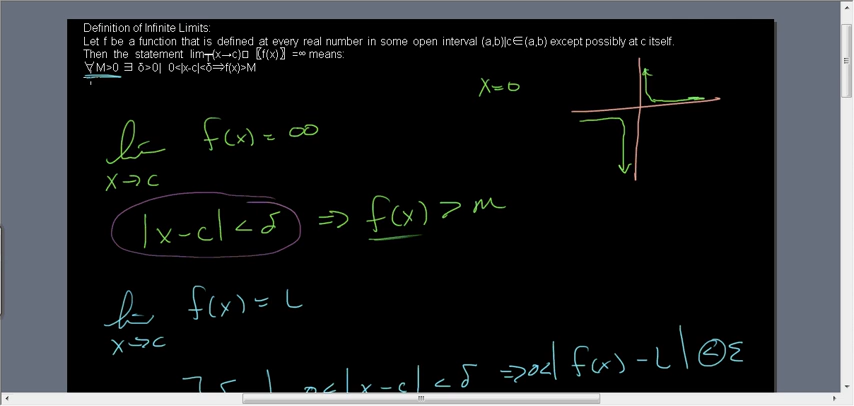 Definition of Infinite Limits:
Let f be a function that is defined at every real number in some open interval (a,b)|c∈(a,b) except possibly at c itself.
Then the statement lim┬(x→c)□〖f(x)〗=∞ means:
∀M>0 ∃ δ>0| 0<|x-c|<δ⇒f(x)>M
x=0
lim f(x) = ∞
x→c
|x-c|<δ ⇒ f(x) > M
lim f(x) = L
x→c
| 0<|x-c|<δ ⇒0<|f(x)-L|<ε